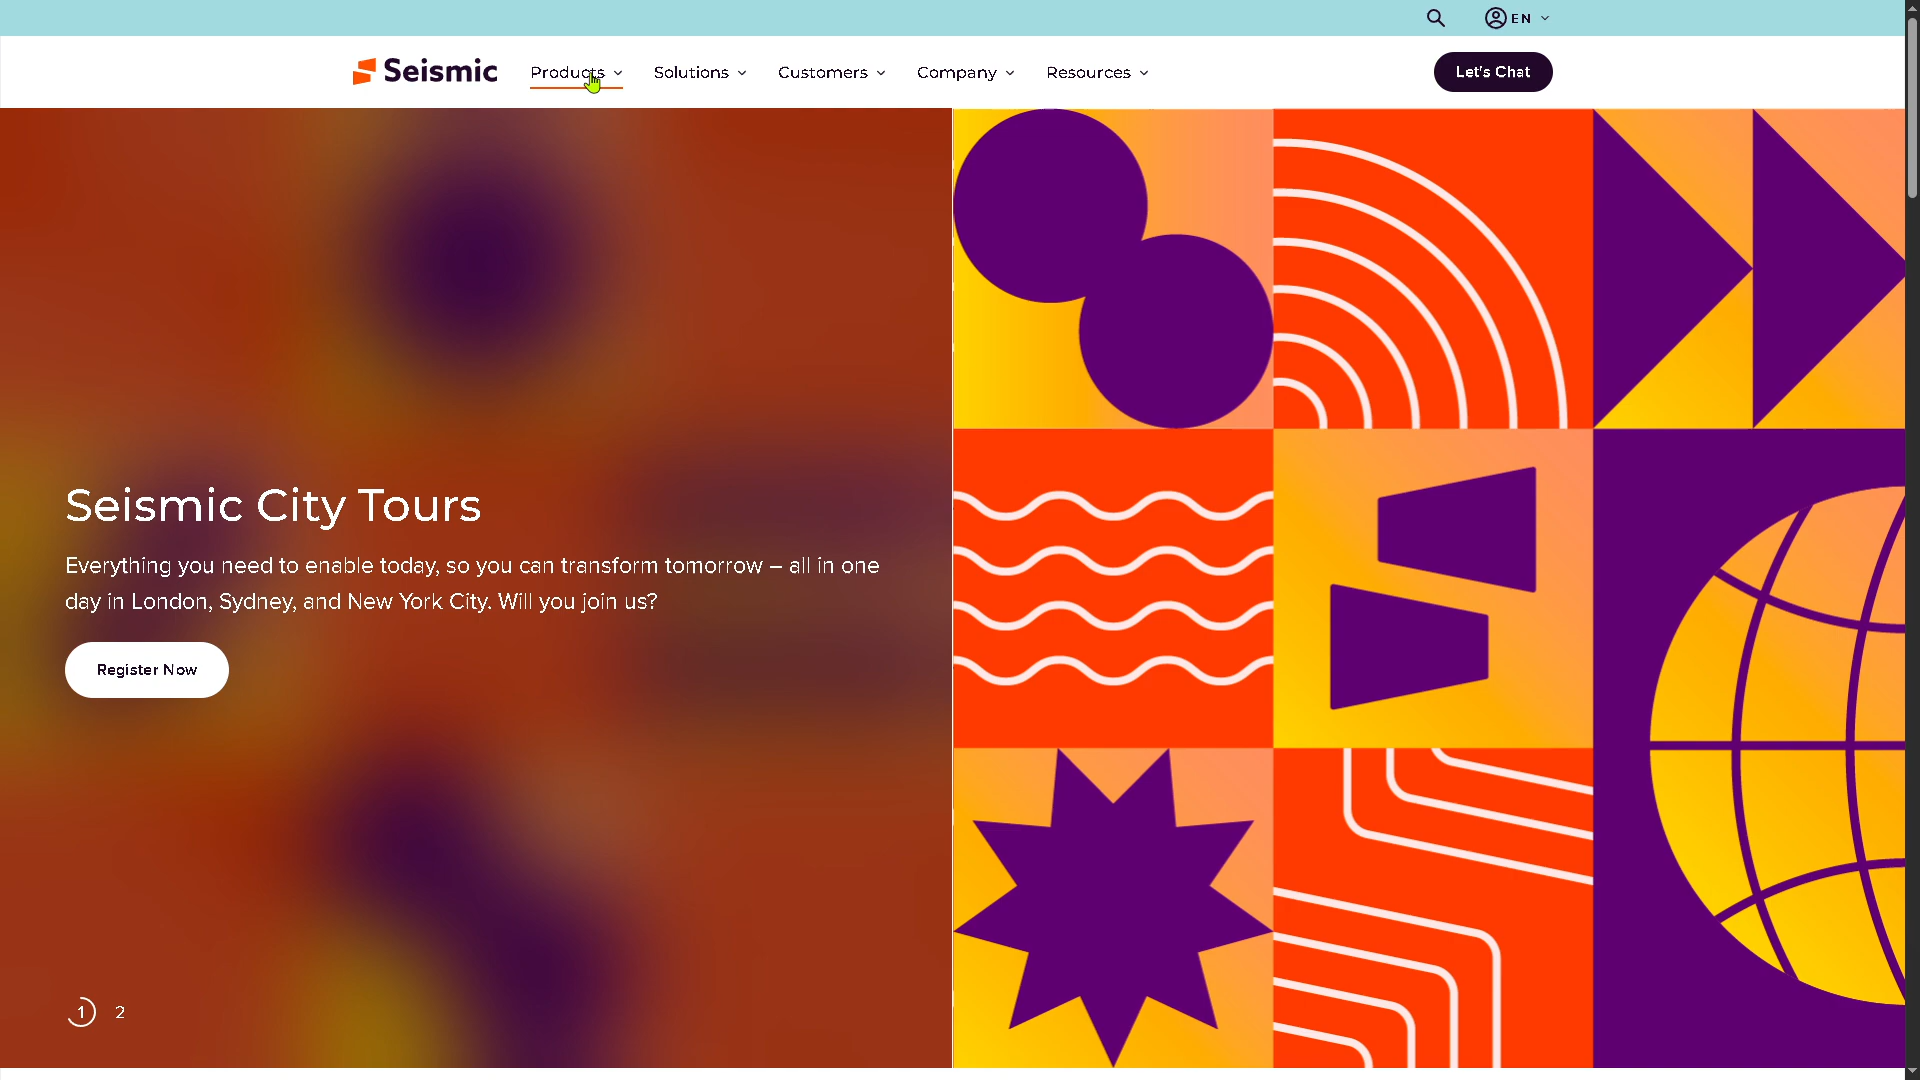 EN
Seismic
Products
Solutions
Customers
Company
Resources
Let's Chat
Seismic City Tours
Everything you need to enable today, so you can transform tomorrow – all in one
day in London, Sydney, and New York City. Will you join us?
Register Now
1
2